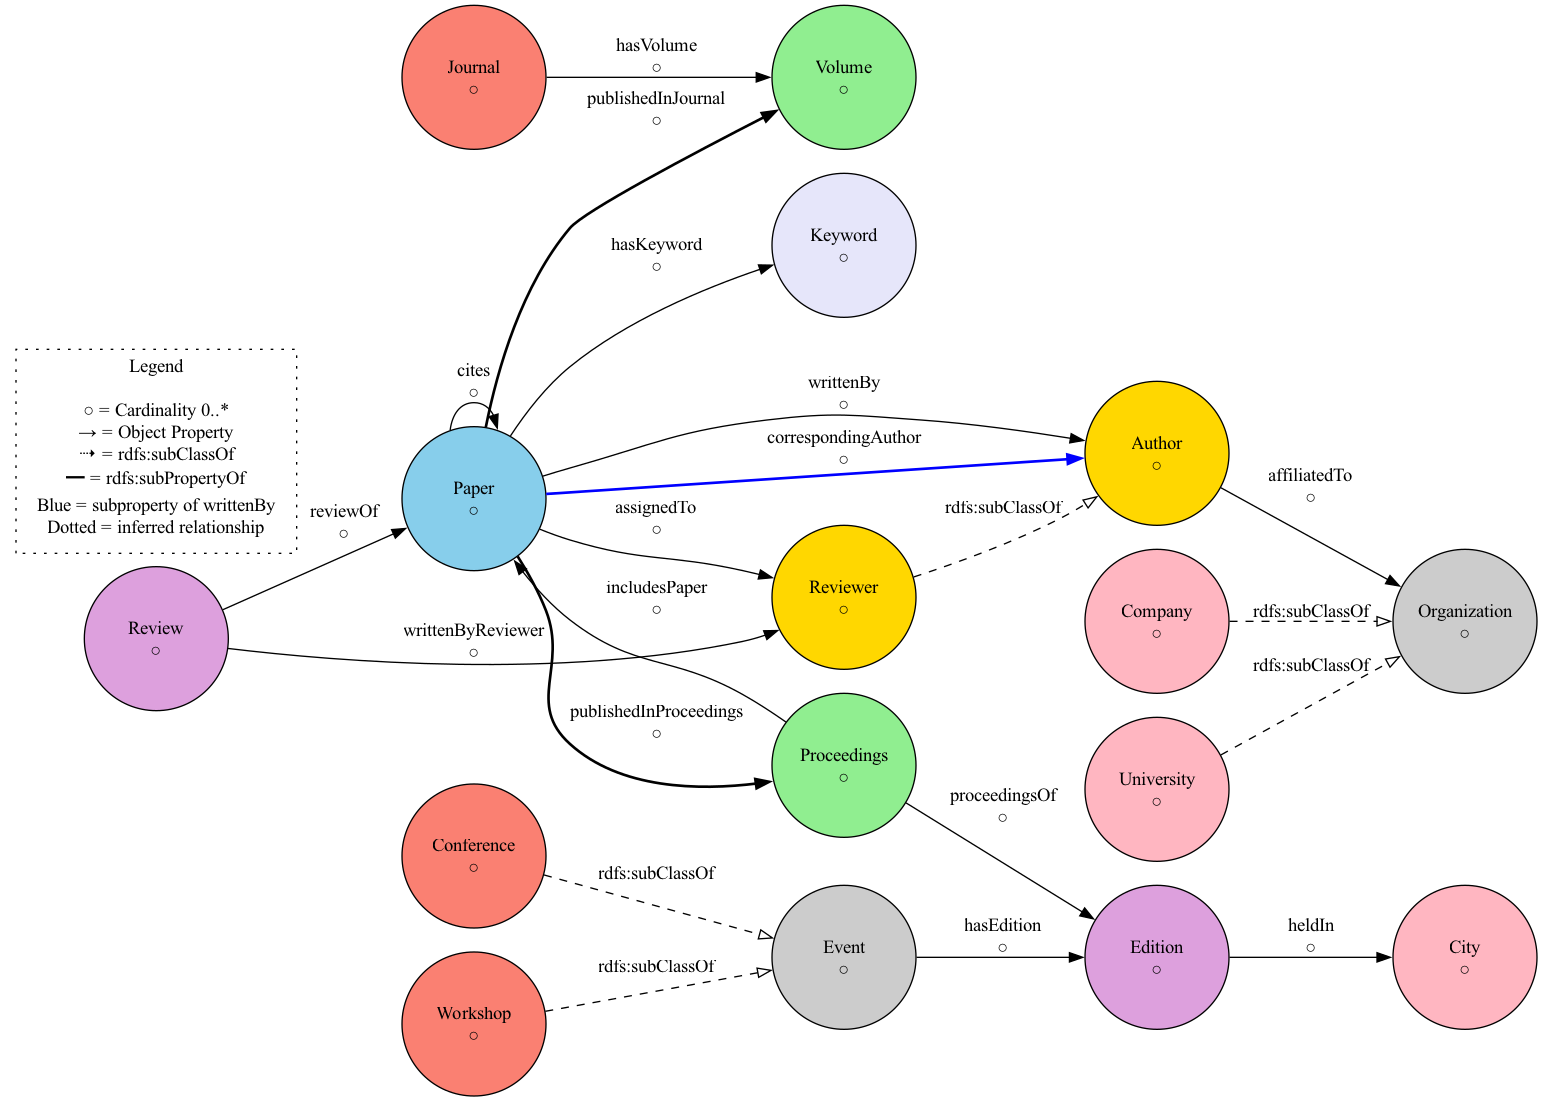 Journal
○
hasVolume
○
Volume
○
publishedInJournal
○
Keyword
○
hasKeyword
○
Legend
○ = Cardinality 0..*
→ = Object Property
⇢ = rdfs:subClassOf
━ = rdfs:subPropertyOf
Blue = subproperty of writtenBy
Dotted = inferred relationship
cites
○
writtenBy
○
correspondingAuthor
○
Author
○
affiliatedTo
○
Paper
○
reviewOf
○
assignedTo
○
rdfs:subClassOf
Reviewer
○
includesPaper
○
Company
○
rdfs:subClassOf
Organization
○
Review
○
writtenByReviewer
○
rdfs:subClassOf
publishedInProceedings
○
Proceedings
○
University
○
proceedingsOf
○
Conference
○
rdfs:subClassOf
Event
○
hasEdition
○
Edition
○
heldIn
○
City
○
rdfs:subClassOf
Workshop
○